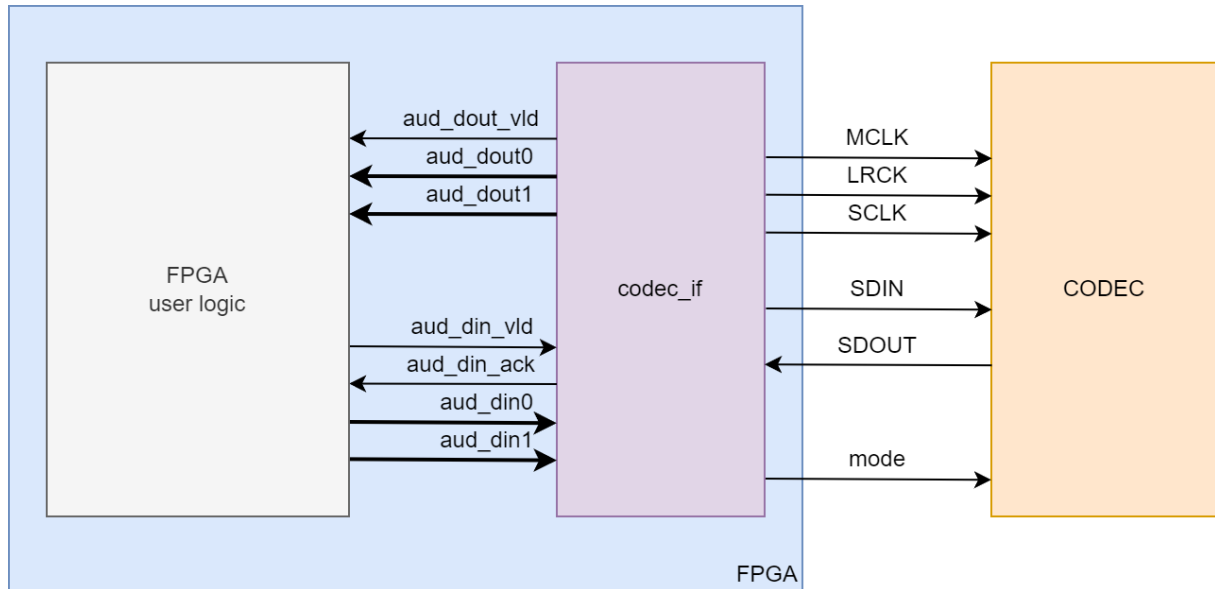 aud_dout_vld
aud_dout0
aud_dout1
FPGA
user logic
aud_din_vld
aud_din_ack
aud_din0
aud_din1
codec_if
MCLK
LRCK
SCLK
SDIN
SDOUT
mode
CODEC
FPGA